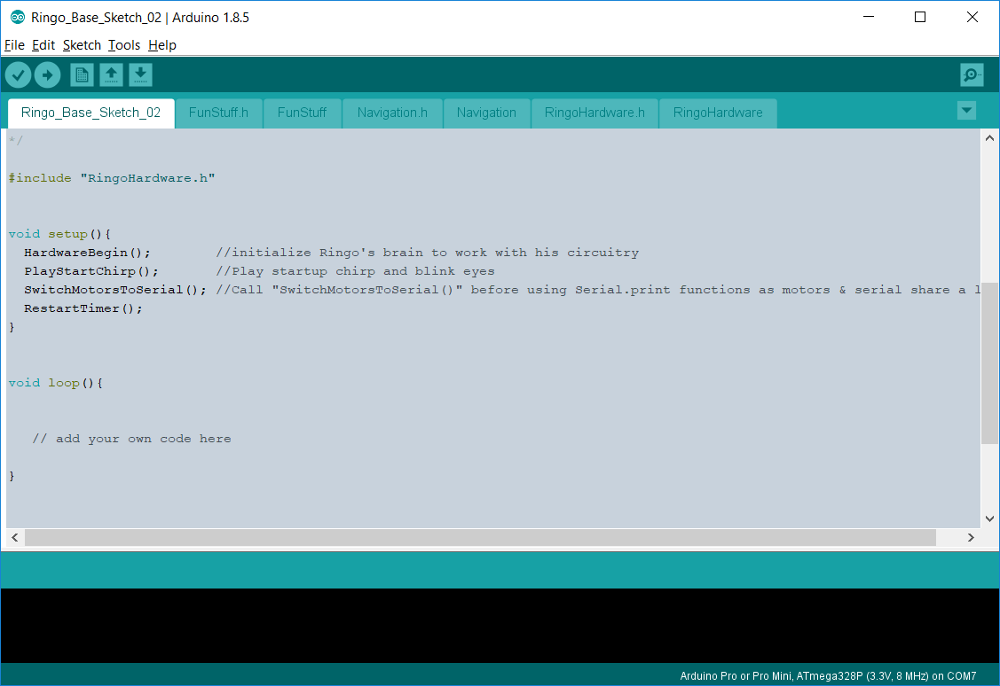 Ringo_Base_Sketch_02 | Arduino 1.8.5
File Edit Sketch Tools Help
Ringo_Base_Sketch_02 FunStuff.h FunStuff Navigation.h Navigation RingoHardware.h RingoHardware
*/
#include "RingoHardware.h"
void setup(){
HardwareBegin(); //initialize Ringo's brain to work with his circuitry
PlayStartChirp(); //Play startup chirp and blink eyes
SwitchMotorsToSerial(); //Call "SwitchMotorsToSerial()" before using Serial.print functions as motors & serial share a l
RestartTimer();
}
void loop(){
// add your own code here
}
Arduino Pro or Pro Mini, ATmega328P (3.3V, 8 MHz) on COM7